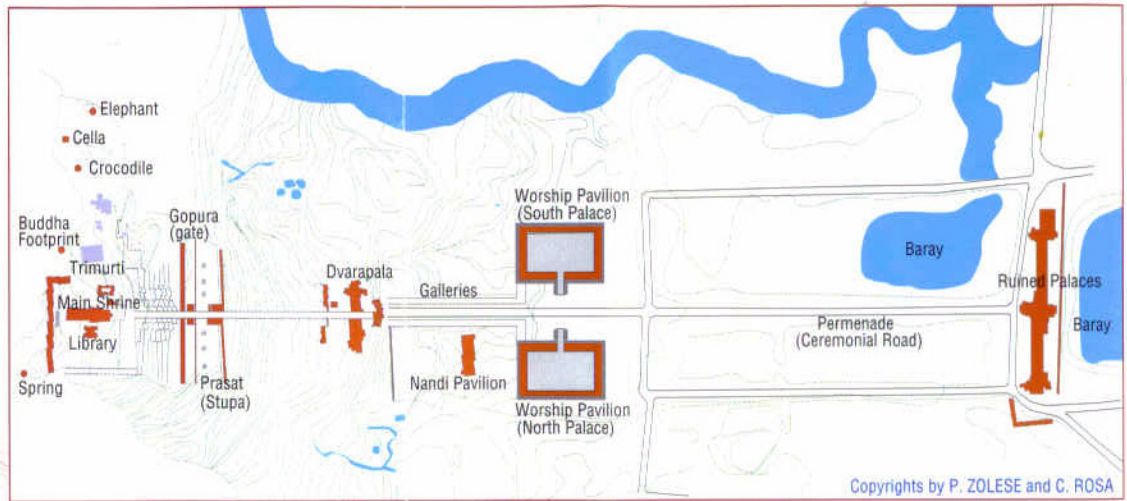 Elephant
Cella
Crocodile
Buddha
Footprint
Trimurti
Main Shrine
Library
Spring
Gopura
(gate)
Prasat
(Stupa)
Dvarapala
Galleries
Nandi Pavilion
Worship Pavilion
(South Palace)
Worship Pavilion
(North Palace)
Baray
Ruined Palaces
Baray
Permenade
(Ceremonial Road)
Copyrights by P. ZOLESE and C. ROSA